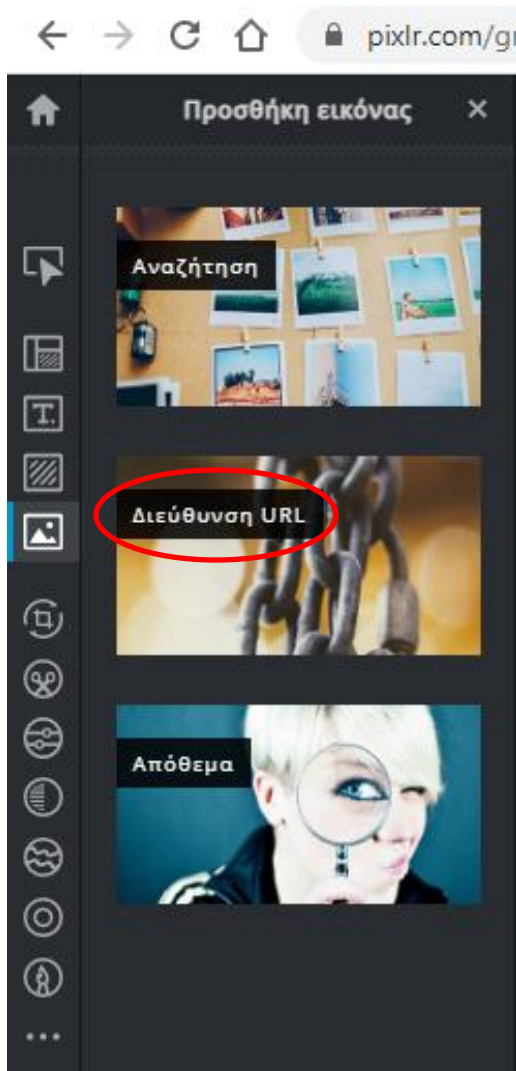 pixlr.com/gr
Προσθήκη εικόνας
Αναζήτηση
T.
Διεύθυνση URL
Απόθεμα